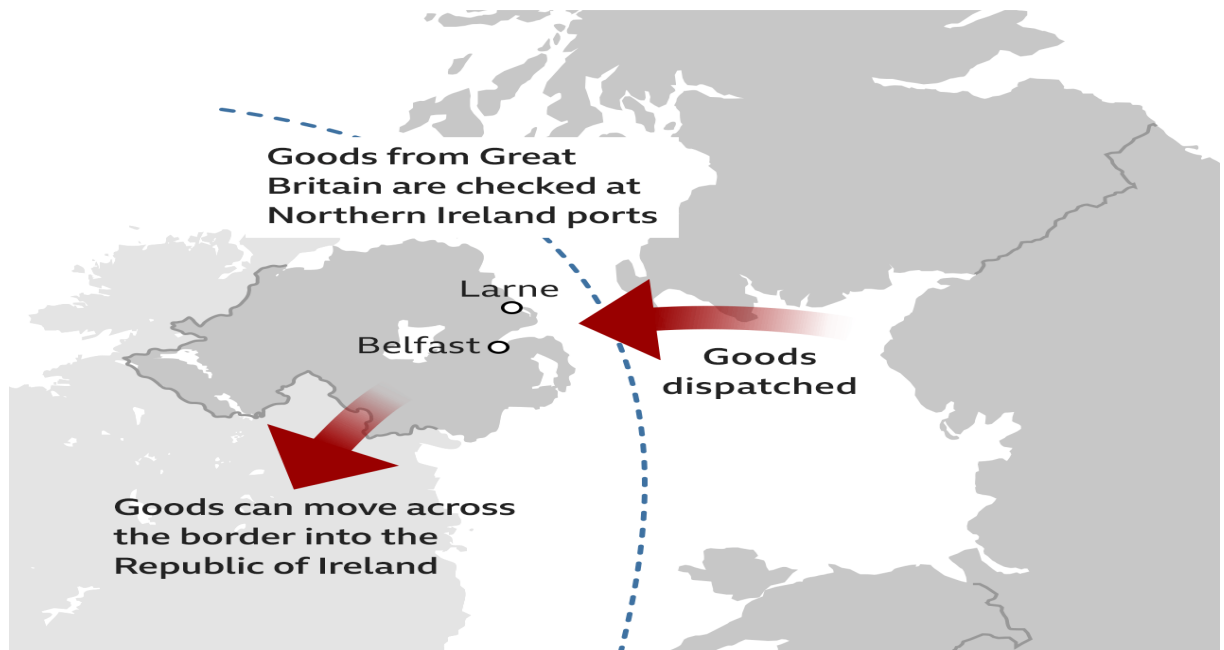 Goods from Great
Britain are checked at
Northern Ireland ports
Larne
Belfast
Goods
dispatched
Goods can move across
the border into the
Republic of Ireland